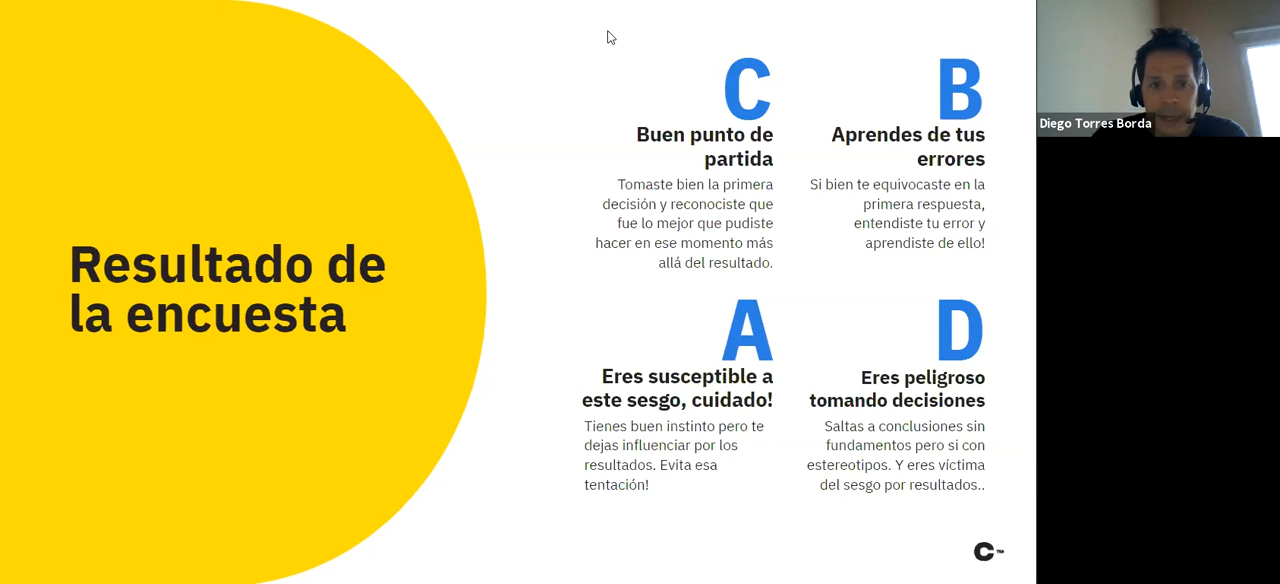 Resultado de
la encuesta
C
Buen punto de
partida
Tomaste bien la primera
decisión y reconociste que
fue lo mejor que pudiste
hacer en ese momento más
allá del resultado.
B
Aprendes de tus
errores
Si bien te equivocaste en la
primera respuesta,
entendiste tu error y
aprendiste de ello!
A
Eres susceptible a
este sesgo, cuidado!
Tienes buen instinto pero te
dejas influenciar por los
resultados. Evita esa
tentación!
D
Eres peligroso
tomando decisiones
Saltas a conclusiones sin
fundamentos pero si con
estereotipos. Y eres víctima
del sesgo por resultados..
C
Diego Torres Borda